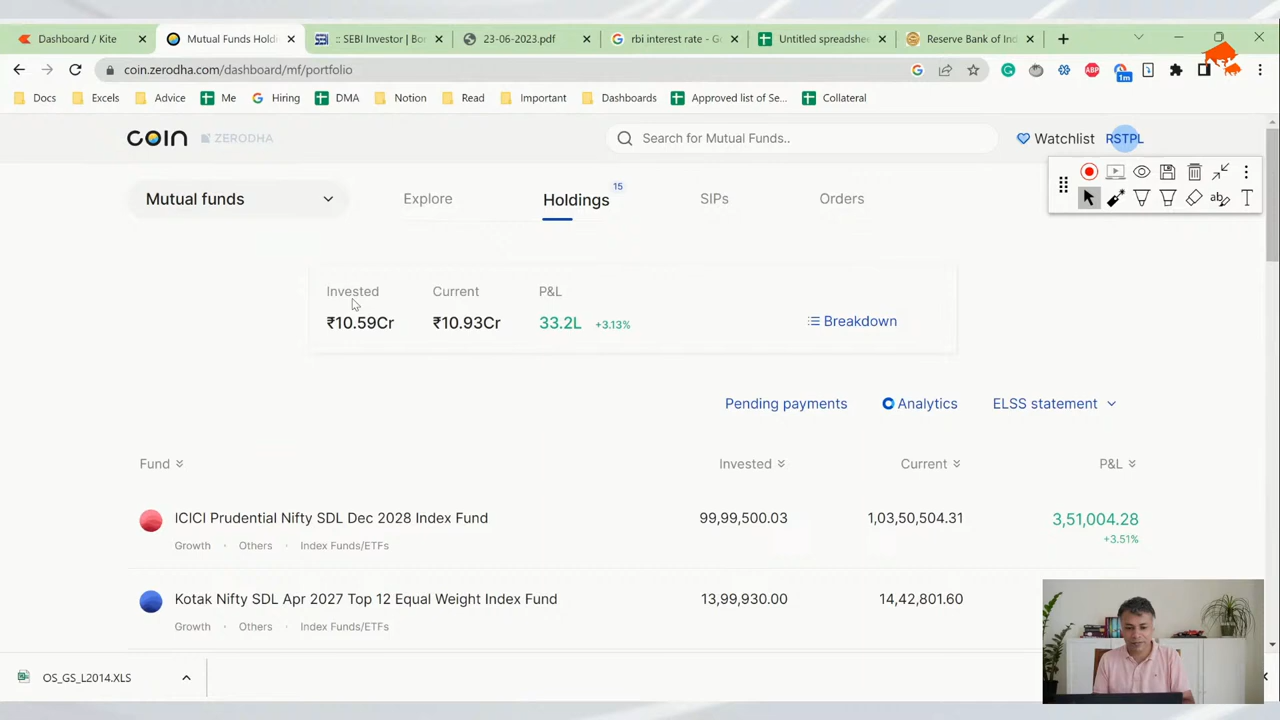 Dashboard / Kite
Mutual Funds Hold
:: SEBI Investor | Bon
23-06-2023.pdf
rbi interest rate - G
Untitled spreadshe
Reserve Bank of Ind
coin.zerodha.com/dashboard/mf/portfolio
ABP
1m
Docs
Excels
Advice
Me
Hiring
DMA
Notion
Read
Important
Dashboards
Approved list of Se...
Collateral
coin
ZERODHA
Search for Mutual Funds..
Watchlist
RSTPL
Mutual funds
Explore
Holdings
15
SIPs
Orders
ab
T
Invested
Current
P&L
₹10.59Cr
₹10.93Cr
33.2L
+3.13%
Breakdown
Pending payments
Analytics
ELSS statement
Fund
Invested
Current
P&L
ICICI Prudential Nifty SDL Dec 2028 Index Fund
99,99,500.03
1,03,50,504.31
3,51,004.28
+3.51%
Growth · Others · Index Funds/ETFs
Kotak Nifty SDL Apr 2027 Top 12 Equal Weight Index Fund
13,99,930.00
14,42,801.60
Growth · Others · Index Funds/ETFs
OS_GS_L2014.XLS